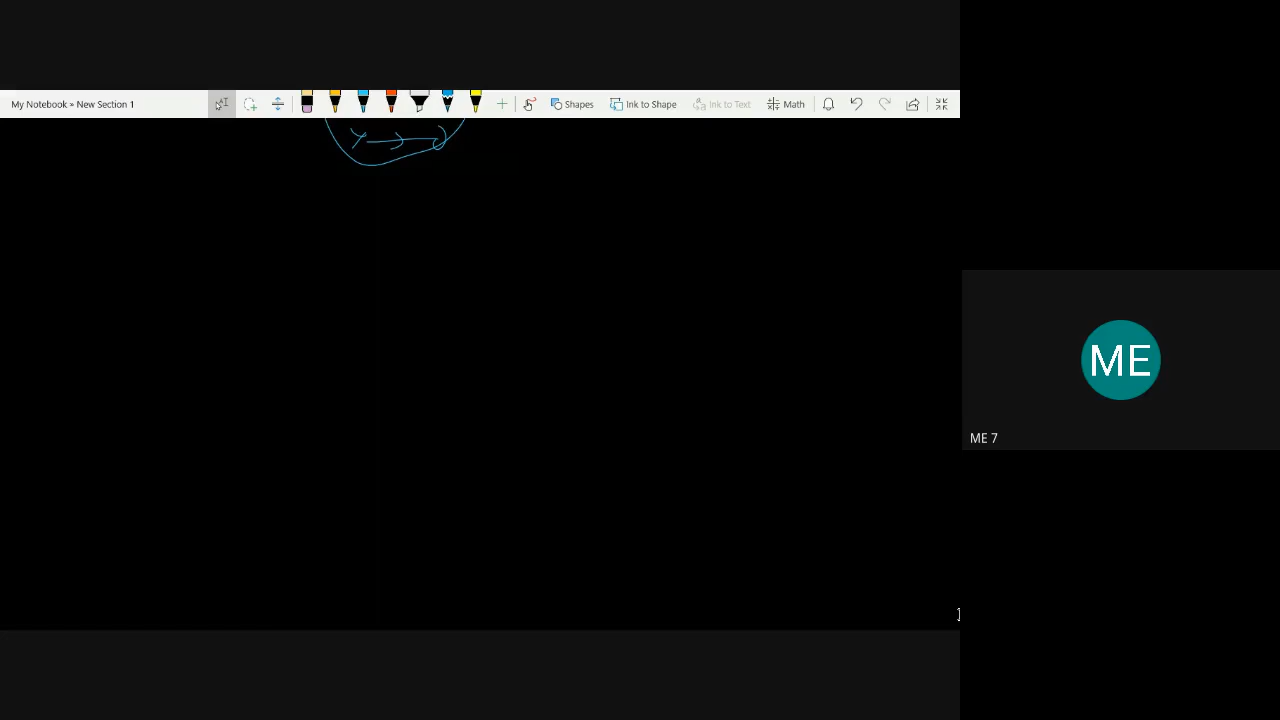 My Notebook » New Section 1
Shapes
Ink to Shape
Ink to Text
Math
ME
ME 7